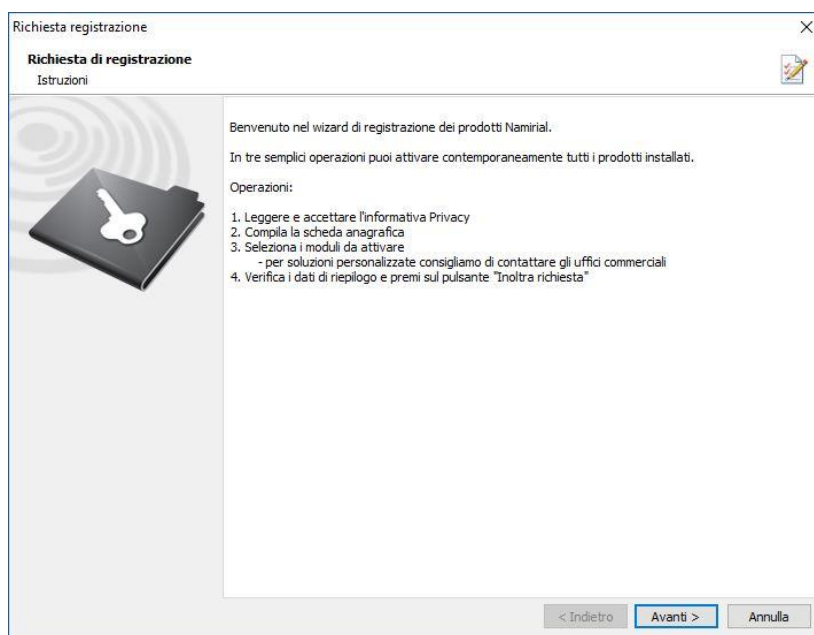 Richiesta registrazione
Richiesta di registrazione
Istruzioni
Benvenuto nel wizard di registrazione dei prodotti Namirial.
In tre semplici operazioni puoi attivare contemporaneamente tutti i prodotti installati.
Operazioni:
1. Leggere e accettare l'informativa Privacy
2. Compila la scheda anagrafica
3. Seleziona i moduli da attivare
- per soluzioni personalizzate consigliamo di contattare gli uffici commerciali
4. Verifica i dati di riepilogo e premi sul pulsante "Inoltra richiesta"
< Indietro Avanti > Annulla